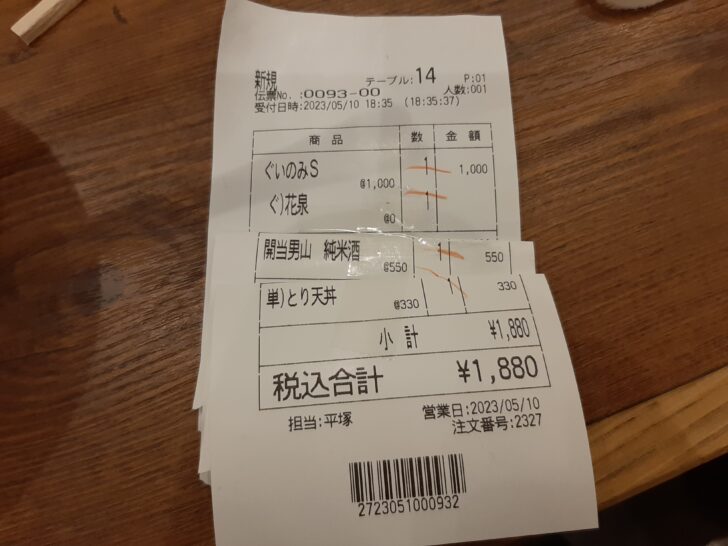 新規 テーブル:14 P:01
伝票No.:0093-00 人数:001
受付日時:2023/05/10 18:35 (18:35:37)
商品 数 金額
ぐいのみS 1 1,000
@1,000
ぐ)花泉 1
@0
開当男山 純米酒 1 550
@550
単)とり天丼 1 330
@330
小計 ¥1,880
税込合計 ¥1,880
担当:平塚 営業日:2023/05/10
注文番号:2327
2723051000932